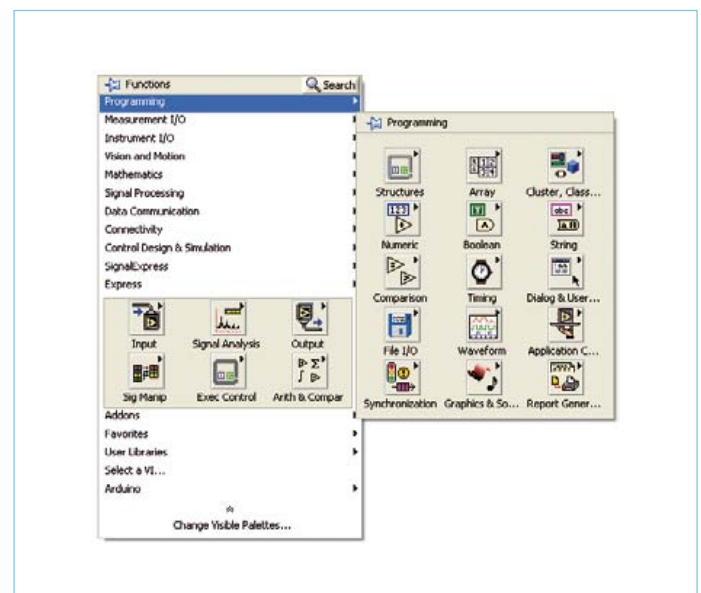 Functions
Search
Programming
Measurement I/O
Instrument I/O
Vision and Motion
Mathematics
Signal Processing
Data Communication
Connectivity
Control Design & Simulation
SignalExpress
Express
Input Signal Analysis Output
Sig Manip Exec Control Arith & Compar
Addons
Favorites
User Libraries
Select a VI...
Arduino
Change Visible Palettes...
Programming
Structures Array Cluster, Class...
Numeric Boolean String
Comparison Timing Dialog & User...
File I/O Waveform Application C...
Synchronization Graphics & So... Report Gener...